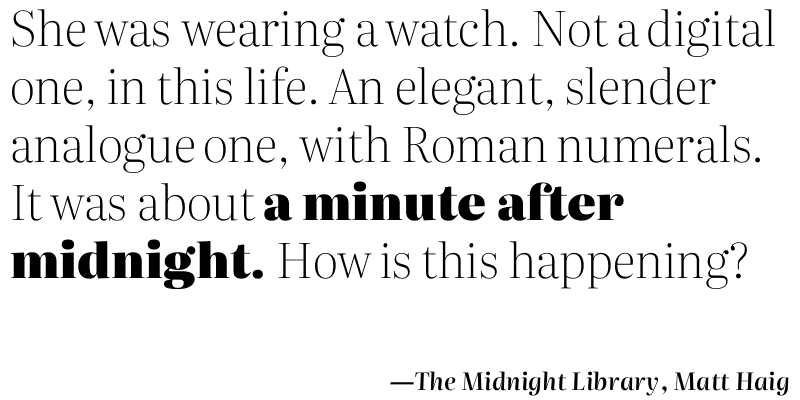 She was wearing a watch. Not a digital
one, in this life. An elegant, slender
analogue one, with Roman numerals.
It was about a minute after
midnight. How is this happening?
—The Midnight Library, Matt Haig